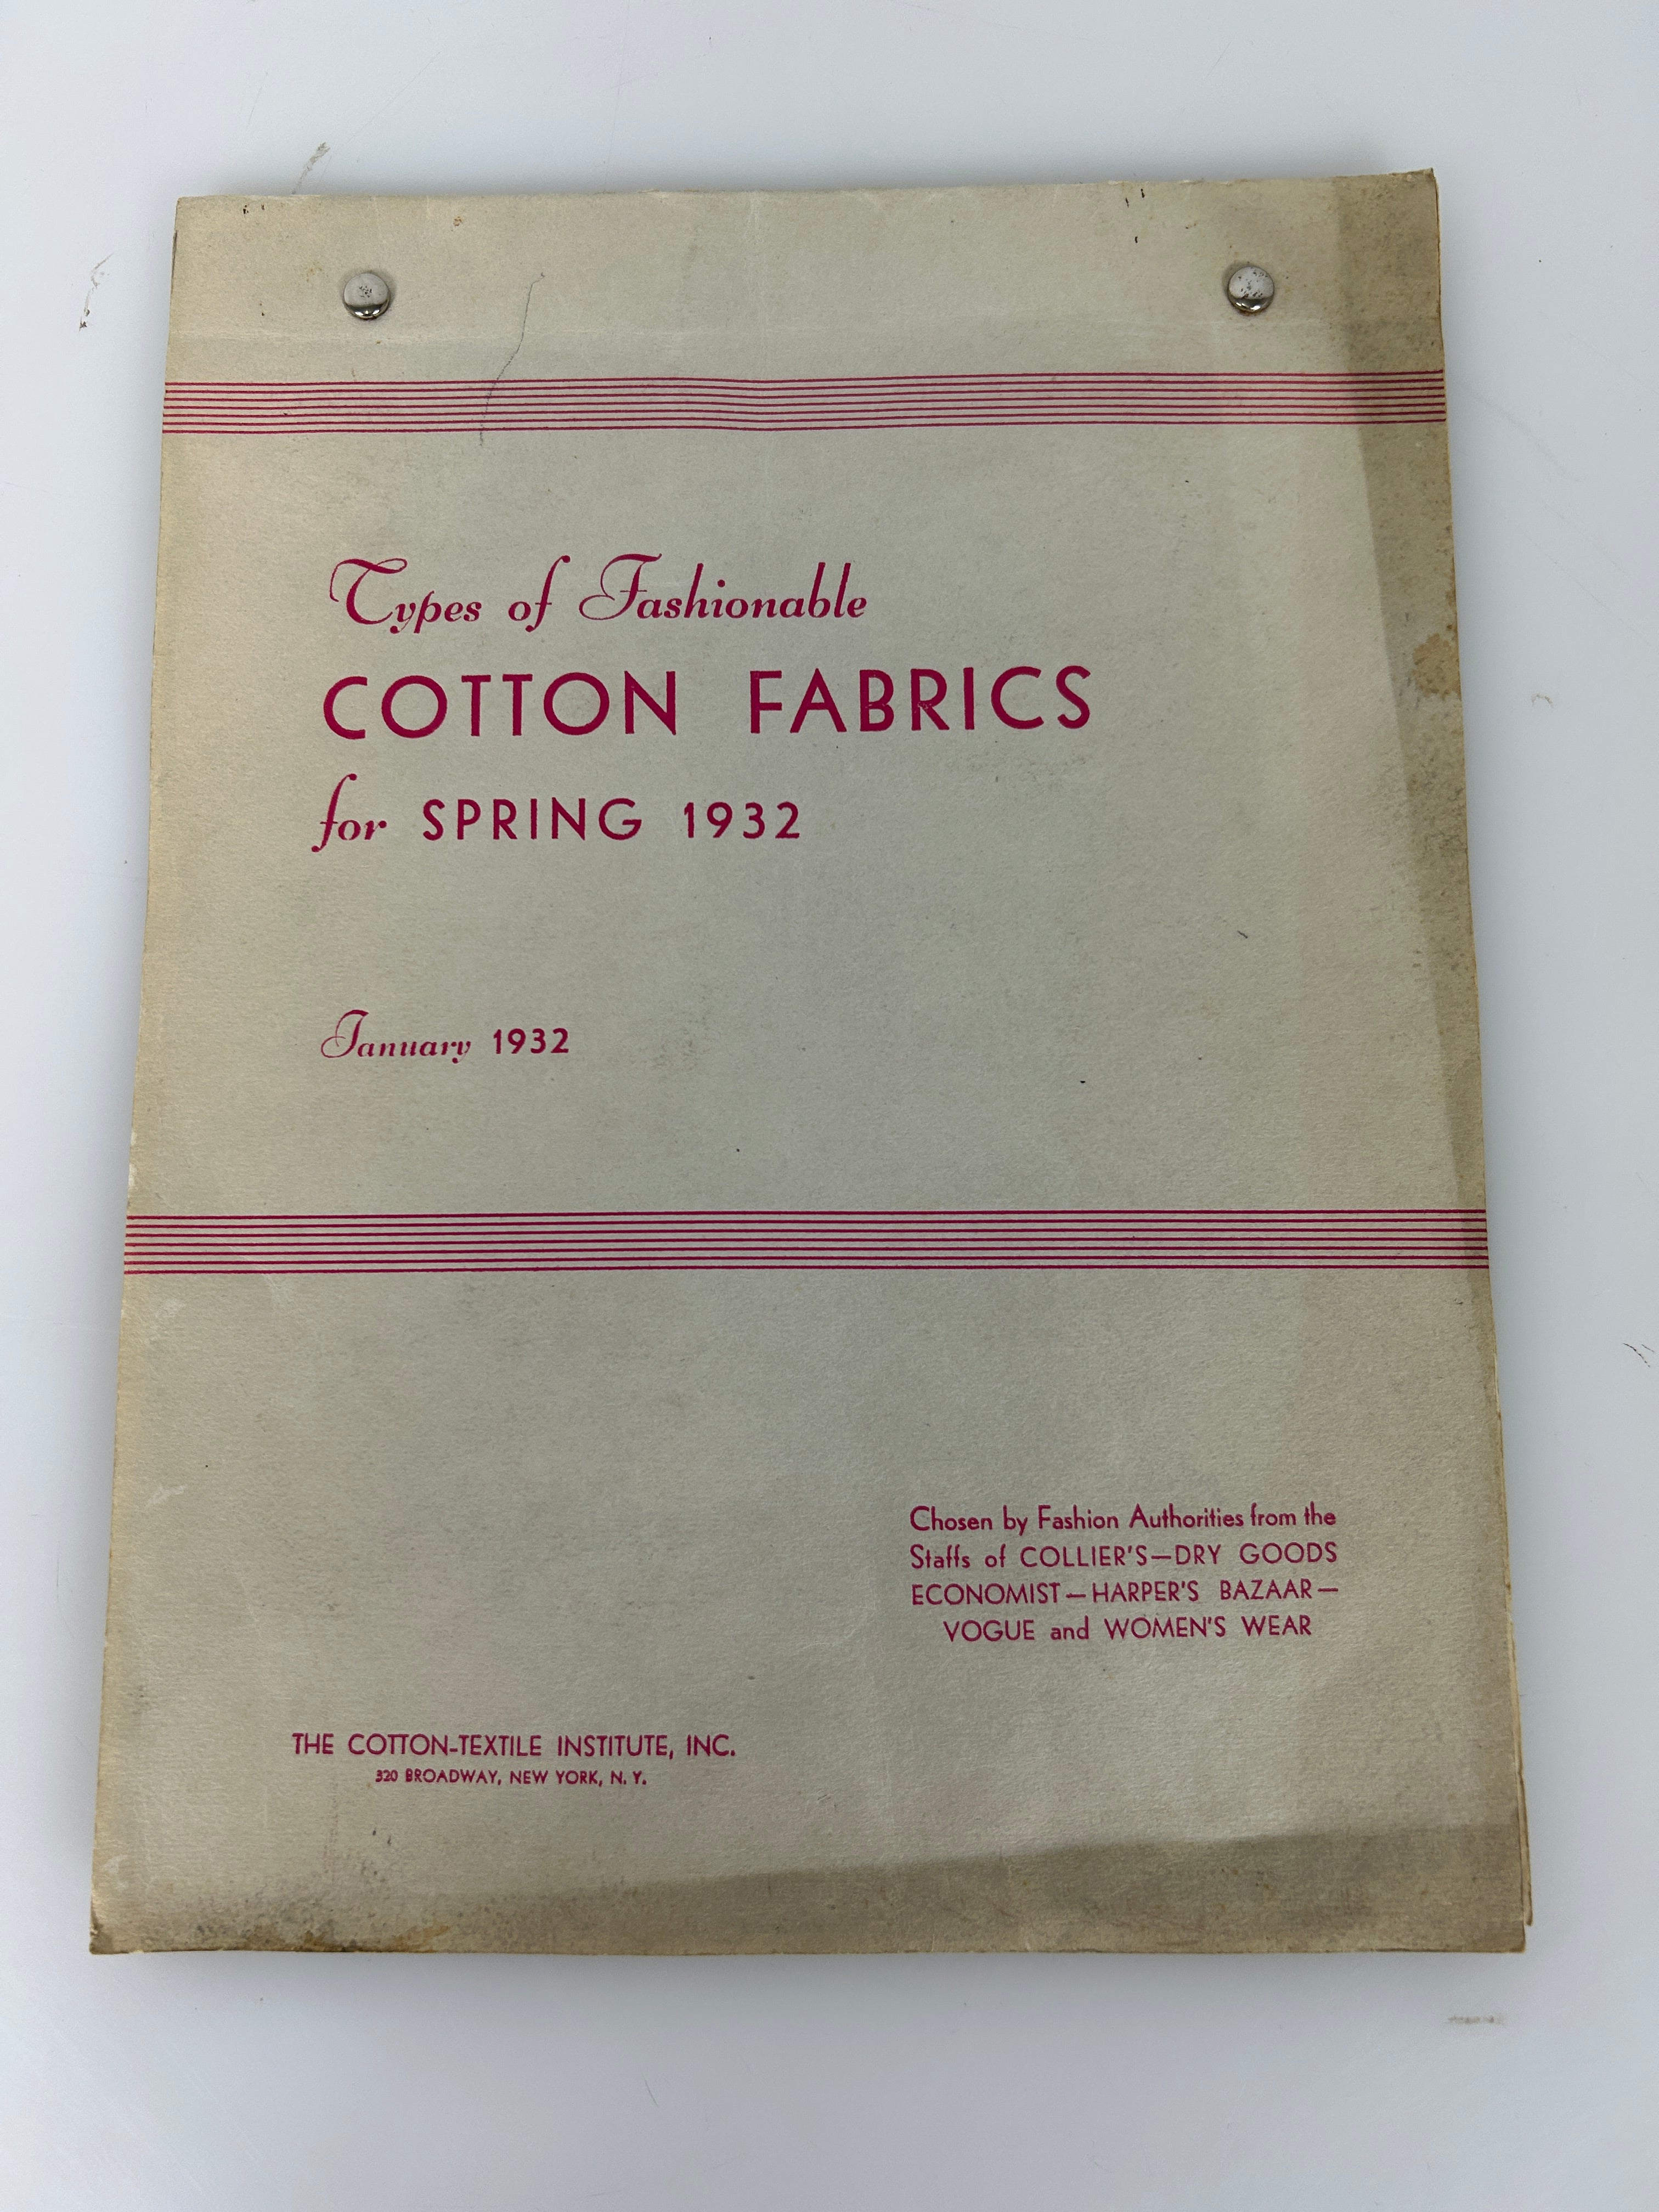 Types of Fashionable
COTTON FABRICS
for SPRING 1932
January 1932
Chosen by Fashion Authorities from the
Staffs of COLLIER'S—DRY GOODS
ECONOMIST—HARPER'S BAZAAR—
VOGUE and WOMEN'S WEAR
THE COTTON-TEXTILE INSTITUTE, INC.
320 BROADWAY, NEW YORK, N. Y.